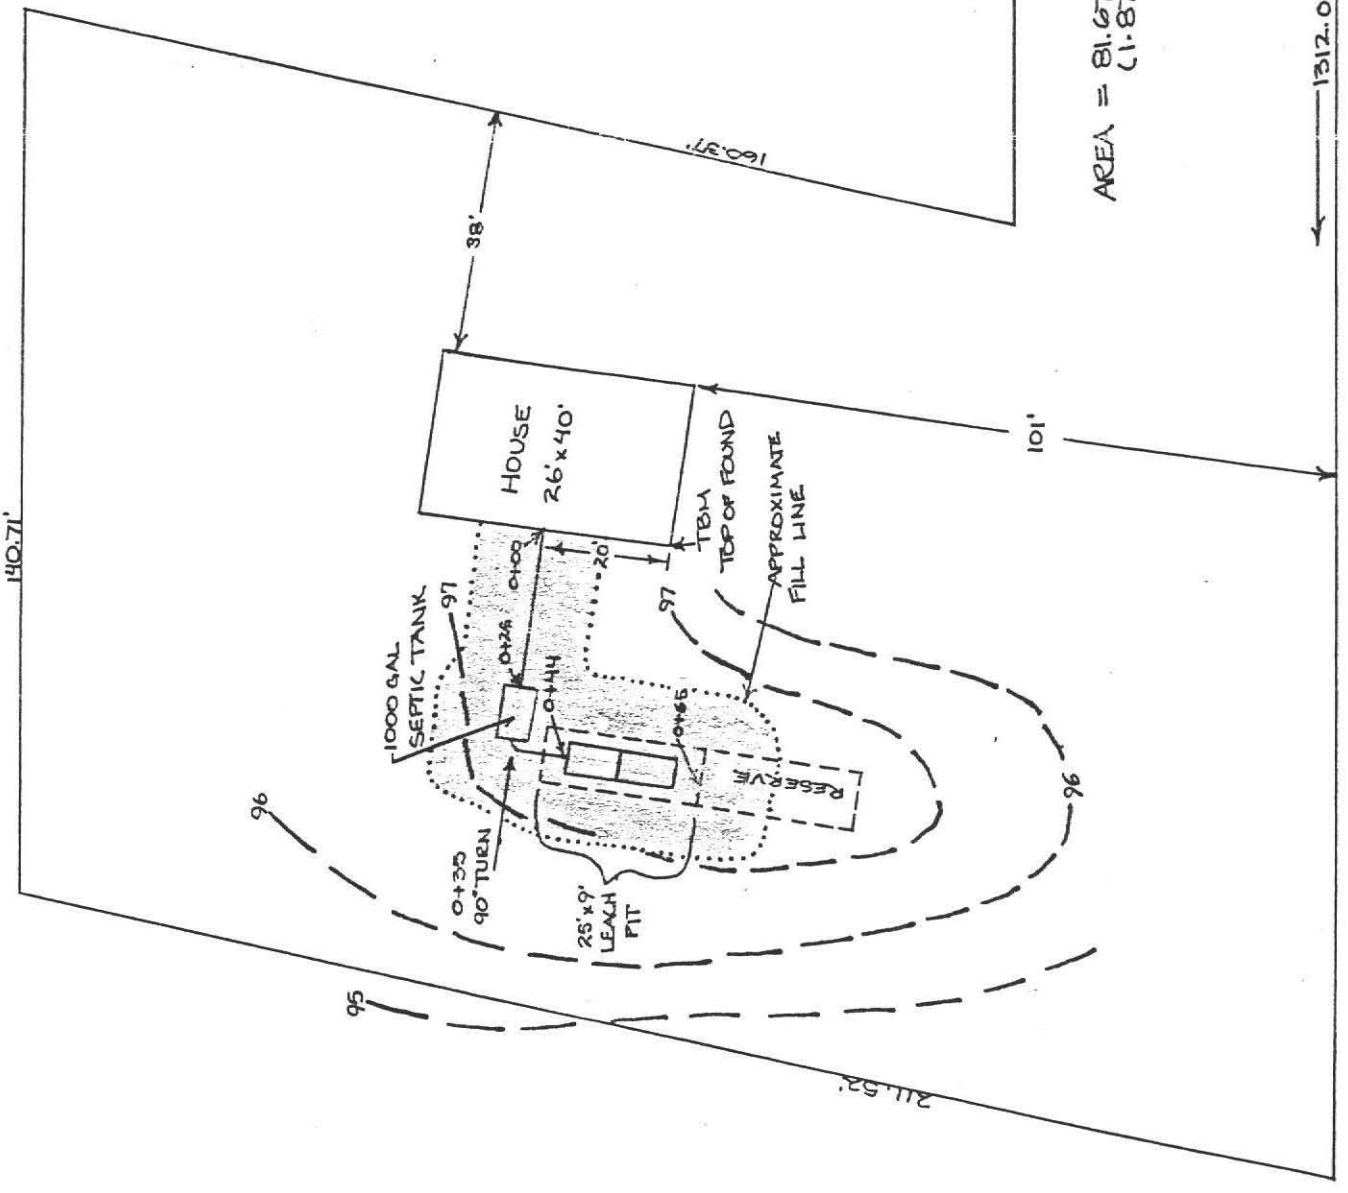 140.71'
160.37'
AREA = 81.6
(1.8
1312.0
38'
HOUSE
26'x40'
101'
TBM
TOP OF FOUND
APPROXIMATE
FILL LINE
20'
0+00
97
1000 GAL
SEPTIC TANK
0+26
0+44
0+65
97
RESERVE
96
96
0+35
90° TURN
25'x9'
LEACH
PIT
95
211.52'